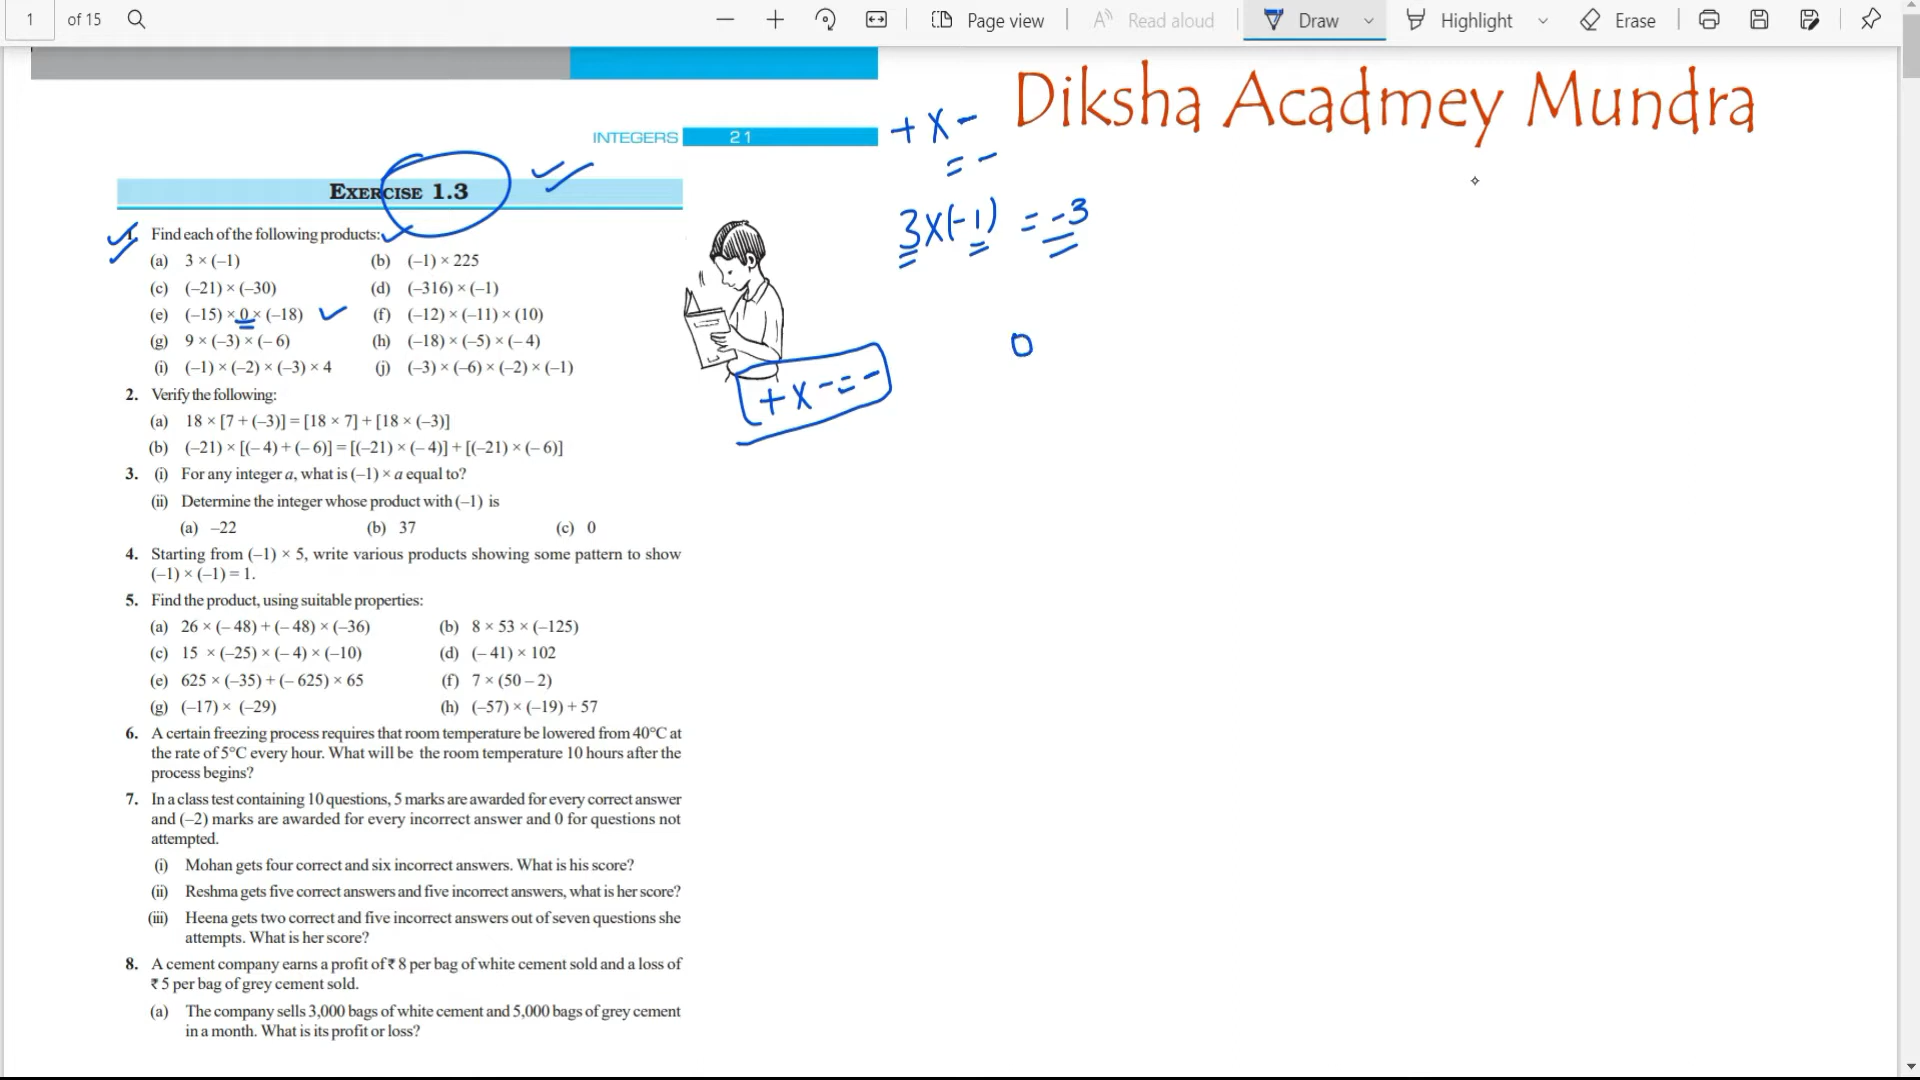 1 of 15 Page view Read aloud Draw Highlight Erase
Diksha Acadmey Mundra
INTEGERS 21
+ x -
= -
EXERCISE 1.3
3x(-1) = -3
1. Find each of the following products:
(a) 3 × (–1) (b) (–1) × 225
(c) (–21) × (–30) (d) (–316) × (–1)
(e) (–15) × 0 × (–18) (f) (–12) × (–11) × (10)
(g) 9 × (–3) × (– 6) (h) (–18) × (–5) × (– 4)
(i) (–1) × (–2) × (–3) × 4 (j) (–3) × (–6) × (–2) × (–1)
0
+ x - = -
2. Verify the following:
(a) 18 × [7 + (–3)] = [18 × 7] + [18 × (–3)]
(b) (–21) × [(– 4) + (– 6)] = [(–21) × (– 4)] + [(–21) × (– 6)]
3. (i) For any integer a, what is (–1) × a equal to?
(ii) Determine the integer whose product with (–1) is
(a) –22 (b) 37 (c) 0
4. Starting from (–1) × 5, write various products showing some pattern to show
(–1) × (–1) = 1.
5. Find the product, using suitable properties:
(a) 26 × (– 48) + (– 48) × (–36) (b) 8 × 53 × (–125)
(c) 15 × (–25) × (– 4) × (–10) (d) (– 41) × 102
(e) 625 × (–35) + (– 625) × 65 (f) 7 × (50 – 2)
(g) (–17) × (–29) (h) (–57) × (–19) + 57
6. A certain freezing process requires that room temperature be lowered from 40°C at
the rate of 5°C every hour. What will be the room temperature 10 hours after the
process begins?
7. In a class test containing 10 questions, 5 marks are awarded for every correct answer
and (–2) marks are awarded for every incorrect answer and 0 for questions not
attempted.
(i) Mohan gets four correct and six incorrect answers. What is his score?
(ii) Reshma gets five correct answers and five incorrect answers, what is her score?
(iii) Heena gets two correct and five incorrect answers out of seven questions she
attempts. What is her score?
8. A cement company earns a profit of ₹ 8 per bag of white cement sold and a loss of
₹ 5 per bag of grey cement sold.
(a) The company sells 3,000 bags of white cement and 5,000 bags of grey cement
in a month. What is its profit or loss?